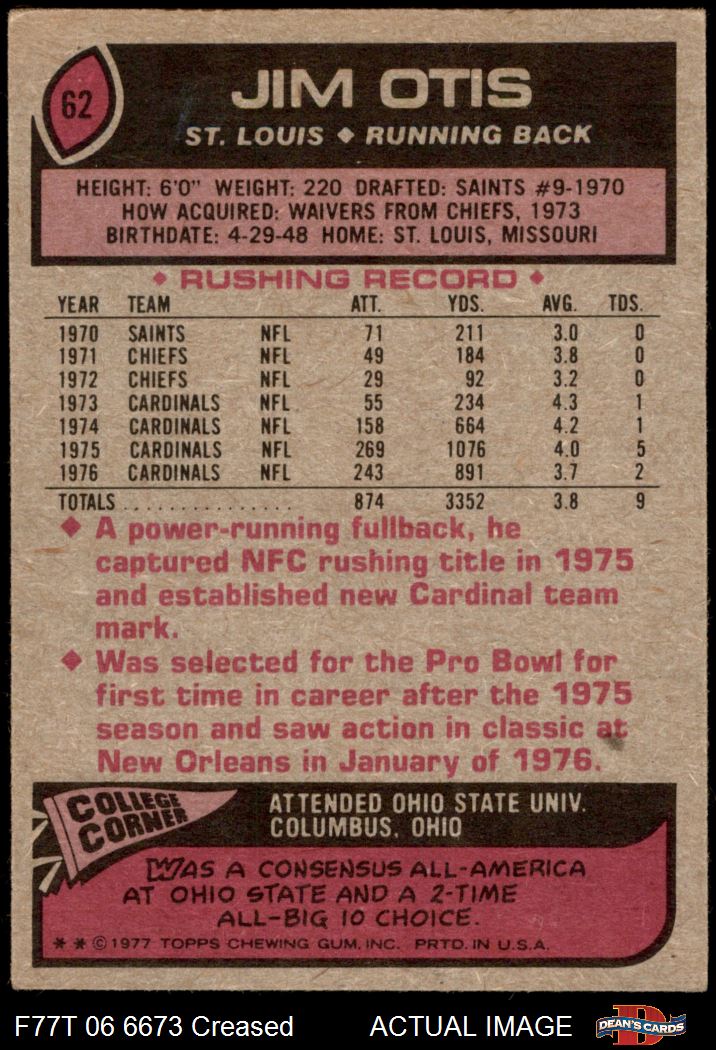 62
JIM OTIS
ST. LOUIS ◆ RUNNING BACK
HEIGHT: 6'0" WEIGHT: 220 DRAFTED: SAINTS #9-1970
HOW ACQUIRED: WAIVERS FROM CHIEFS, 1973
BIRTHDATE: 4-29-48 HOME: ST. LOUIS, MISSOURI
◆ RUSHING RECORD ◆
YEAR TEAM ATT. YDS. AVG. TDS.
1970 SAINTS NFL 71 211 3.0 0
1971 CHIEFS NFL 49 184 3.8 0
1972 CHIEFS NFL 29 92 3.2 0
1973 CARDINALS NFL 55 234 4.3 1
1974 CARDINALS NFL 158 664 4.2 1
1975 CARDINALS NFL 269 1076 4.0 5
1976 CARDINALS NFL 243 891 3.7 2
TOTALS . . . . . . . . . . . . . . . 874 3352 3.8 9
◆ A power-running fullback, he
captured NFC rushing title in 1975
and established new Cardinal team
mark.
◆ Was selected for the Pro Bowl for
first time in career after the 1975
season and saw action in classic at
New Orleans in January of 1976.
COLLEGE
CORNER
ATTENDED OHIO STATE UNIV.
COLUMBUS, OHIO
WAS A CONSENSUS ALL-AMERICA
AT OHIO STATE AND A 2-TIME
ALL-BIG 10 CHOICE.
* * © 1977 TOPPS CHEWING GUM, INC. PRTD. IN U.S.A.
F77T 06 6673 Creased ACTUAL IMAGE
D
DEAN'S CARDS